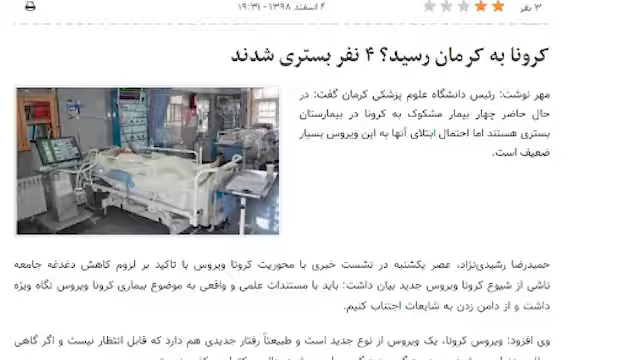 ۳ نفر
۴ اسفند ۱۳۹۸ - ۱۹:۳۱
کرونا به کرمان رسید؟ ۴ نفر بستری شدند
مهر نوشت: رئیس دانشگاه علوم پزشکی کرمان گفت: در
حال حاضر چهار بیمار مشکوک به کرونا در بیمارستان
بستری هستند اما احتمال ابتلای آنها به این ویروس بسیار
ضعیف است.
حمیدرضا رشیدی‌نژاد، عصر یکشنبه در نشست خبری با محوریت کرونا ویروس با تاکید بر لزوم کاهش دغدغه جامعه
ناشی از شیوع کرونا ویروس جدید بیان داشت: باید با مستندات علمی و واقعی به موضوع بیماری کرونا ویروس نگاه ویژه
داشت و از دامن زدن به شایعات اجتناب کنیم.
وی افزود: ویروس کرونا، یک ویروس از نوع جدید است و طبیعتاً رفتار جدیدی هم دارد که قابل انتظار نیست و اگر گاهی